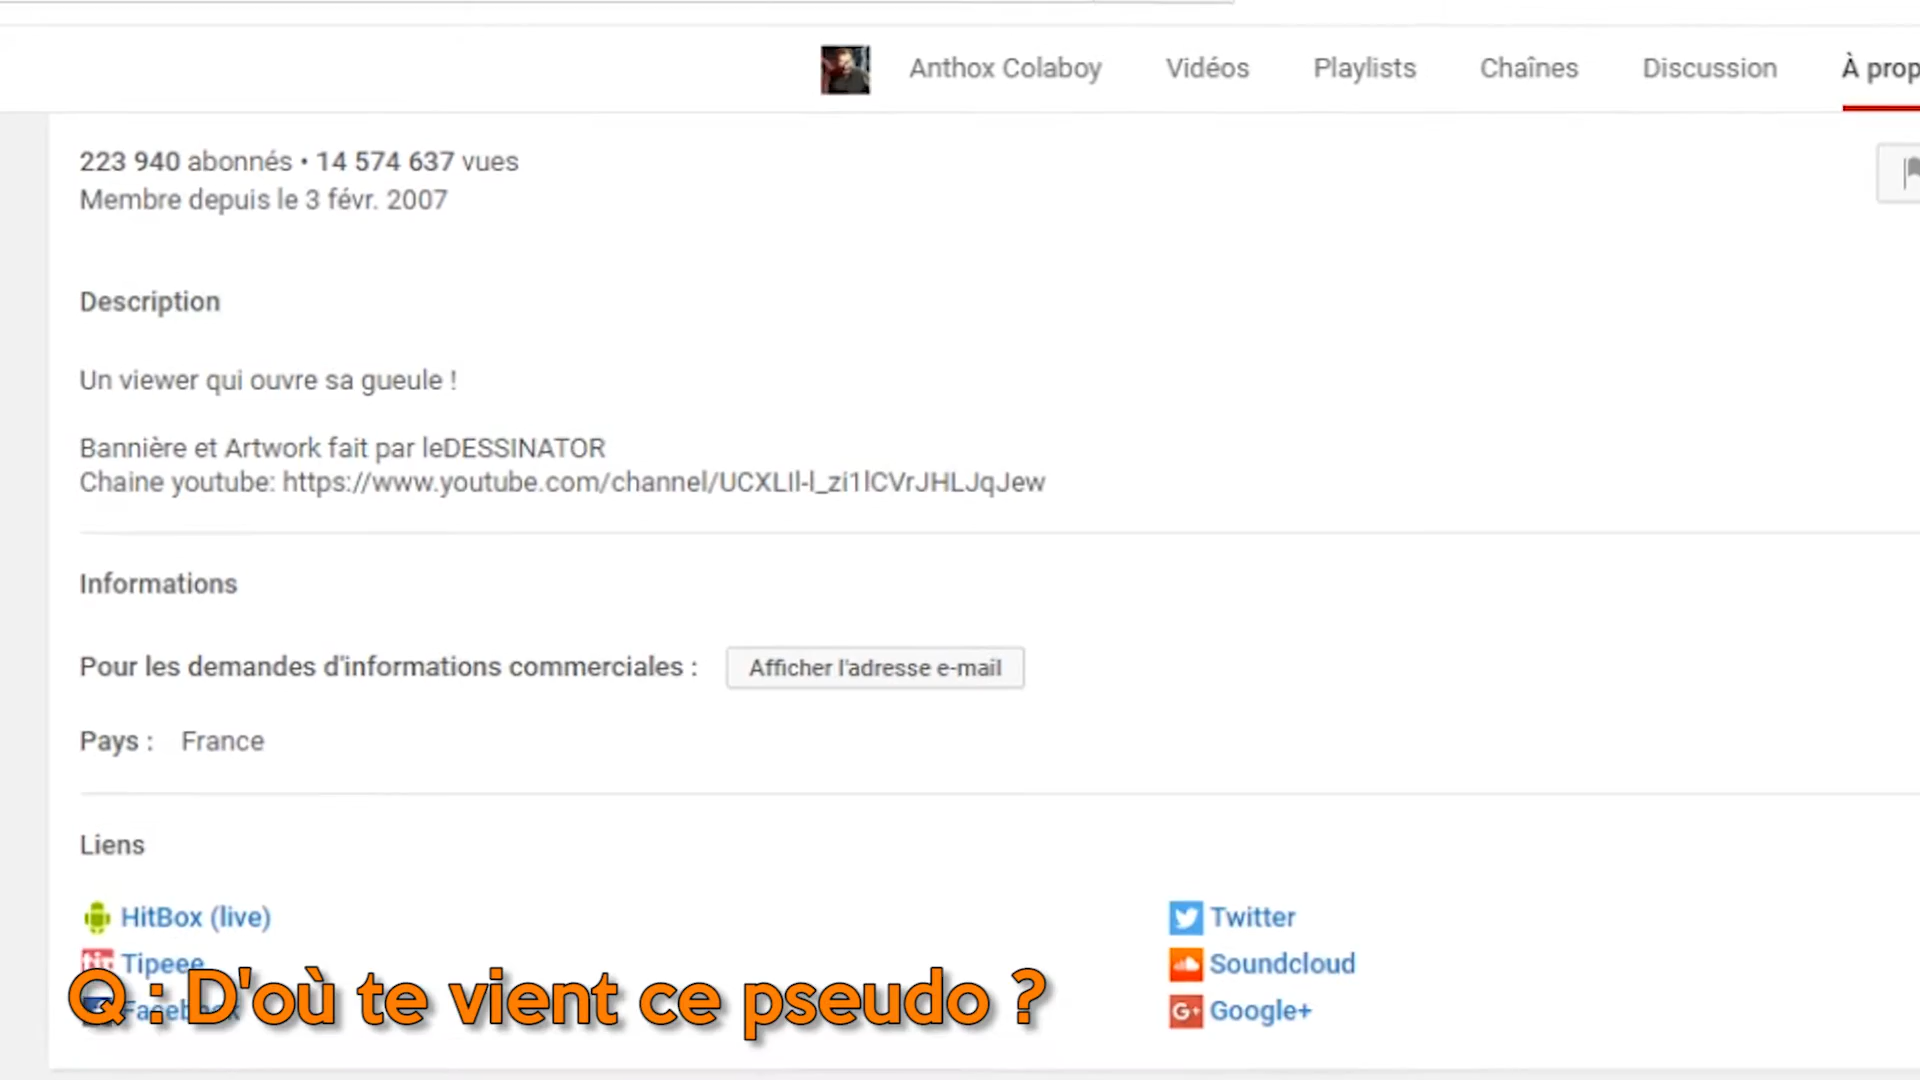 Anthox Colaboy Vidéos Playlists Chaînes Discussion À prop
223 940 abonnés • 14 574 637 vues
Membre depuis le 3 févr. 2007
Description
Un viewer qui ouvre sa gueule !
Bannière et Artwork fait par leDESSINATOR
Chaine youtube: https://www.youtube.com/channel/UCXLIl-l_zi1lCVrJHLJqJew
Informations
Pour les demandes d'informations commerciales : Afficher l'adresse e-mail
Pays : France
Liens
HitBox (live) Twitter
Tipeee Soundcloud
Facebook Google+
Q : D'où te vient ce pseudo ?